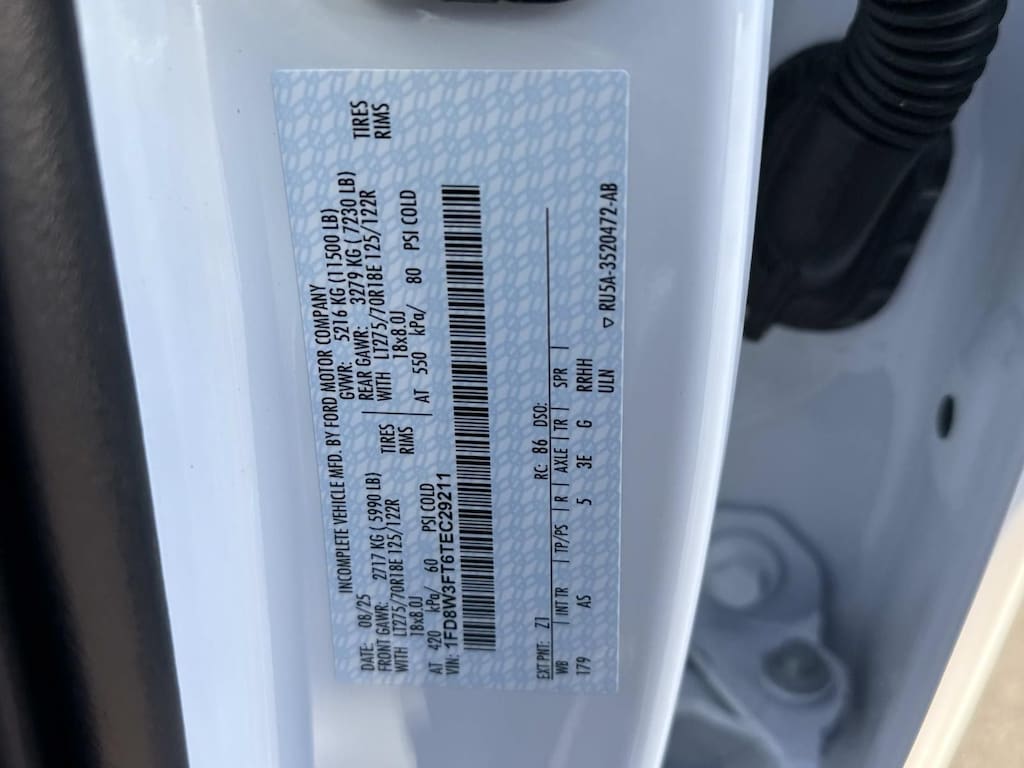 INCOMPLETE VEHICLE MFD. BY FORD MOTOR COMPANY
DATE: 08/25 GVWR: 5216 KG (11500 LB)
FRONT GAWR: 2717 KG (5990 LB) REAR GAWR: 3279 KG ( 7230 LB)
WITH LT275/70R18E 125/122R TIRES WITH LT275/70R18E 125/122R TIRES
18x8.0J RIMS 18x8.0J RIMS
AT 420 kPa/ 60 PSI COLD AT 550 kPa/ 80 PSI COLD
VIN: 1FD8W3FT6TEC29211
EXT PNT: Z1 RC: 86 DSO:
WB INT TR TP/PS R AXLE TR SPR
179 AS 5 3E G RRHH
ULN ▽ RU5A-3520472-AB